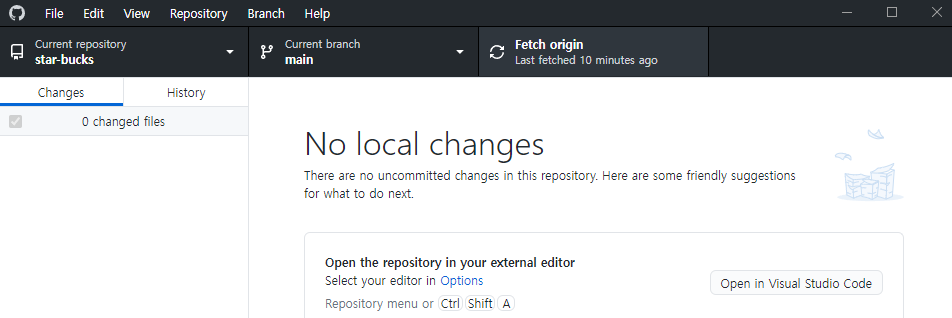 File Edit View Repository Branch Help
Current repository
star-bucks
Current branch
main
Fetch origin
Last fetched 10 minutes ago
Changes
History
0 changed files
No local changes
There are no uncommitted changes in this repository. Here are some friendly suggestions
for what to do next.
Open the repository in your external editor
Select your editor in Options
Repository menu or Ctrl Shift A
Open in Visual Studio Code